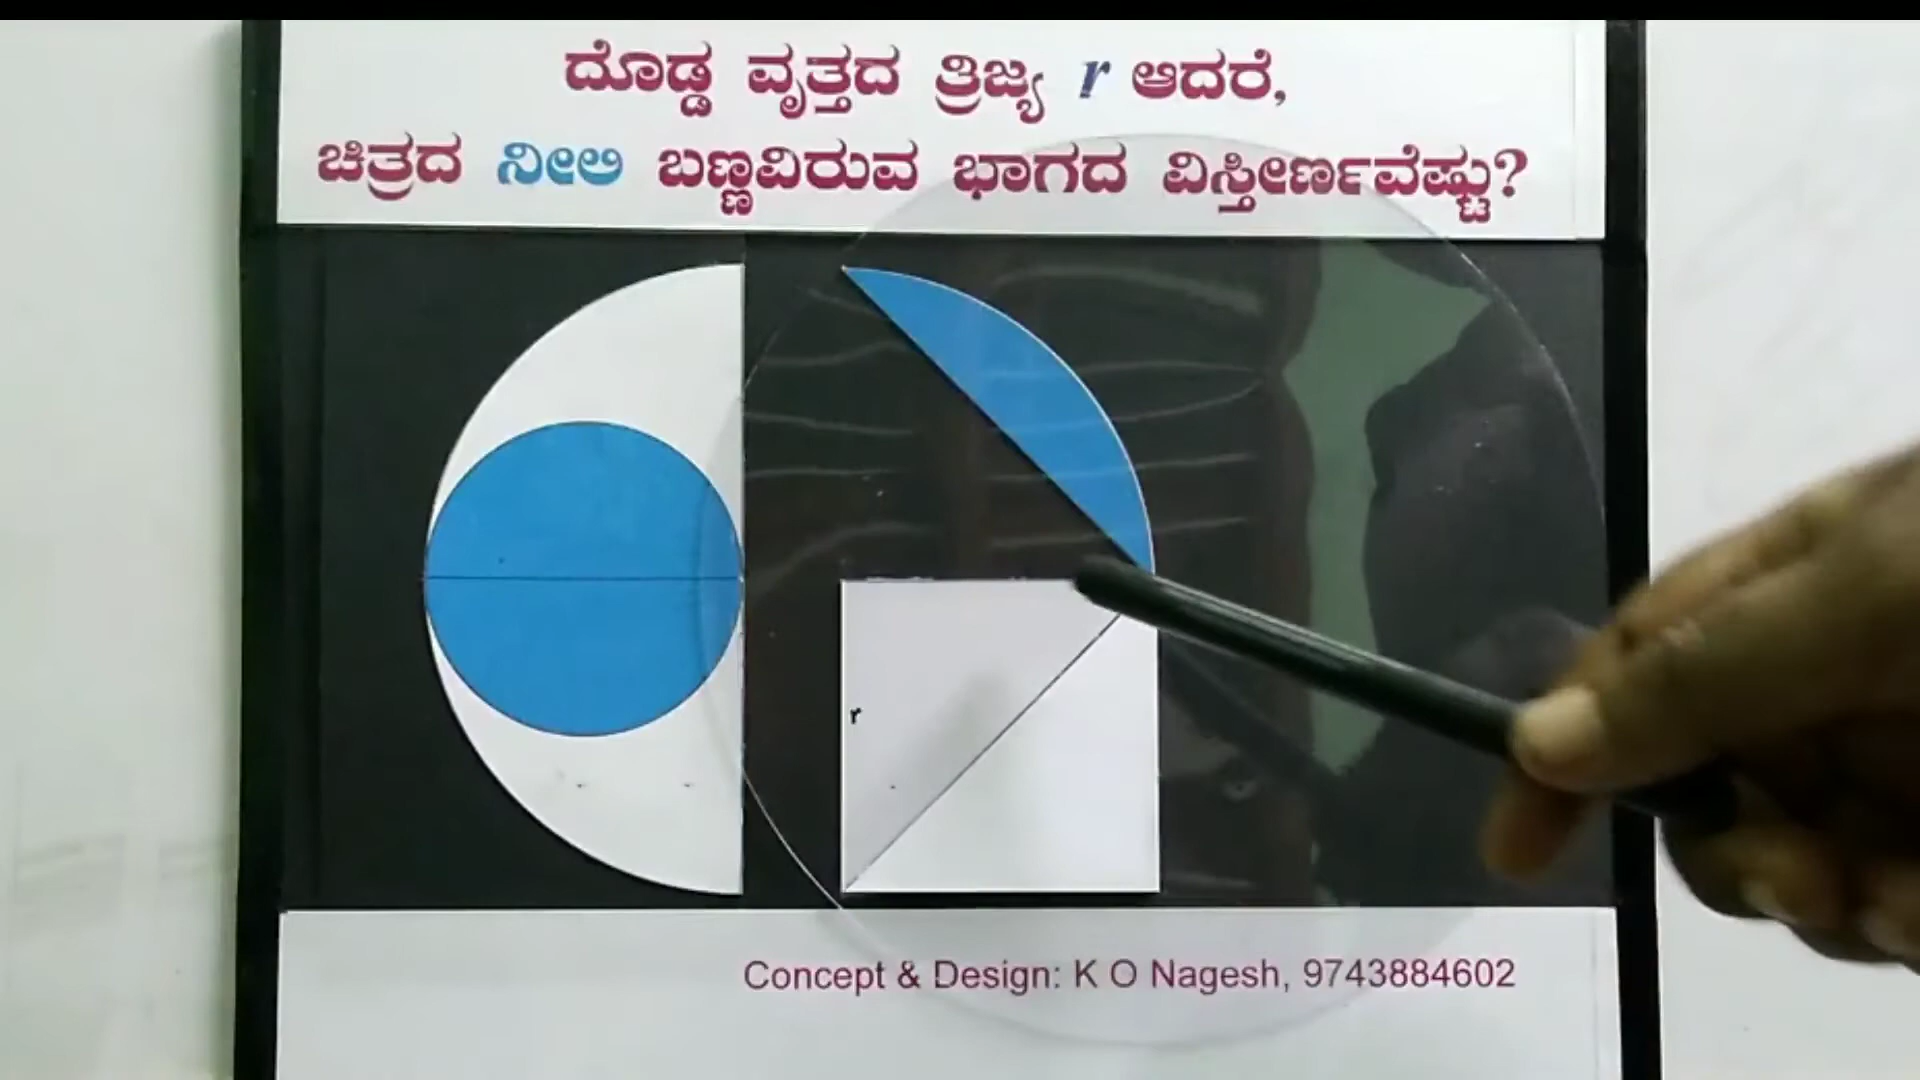 ದೊಡ್ಡ ವೃತ್ತದ ತ್ರಿಜ್ಯ r ಆದರೆ,
ಚಿತ್ರದ ನೀಲಿ ಬಣ್ಣವಿರುವ ಭಾಗದ ವಿಸ್ತೀರ್ಣವೆಷ್ಟು?
r
Concept & Design: K O Nagesh, 9743884602